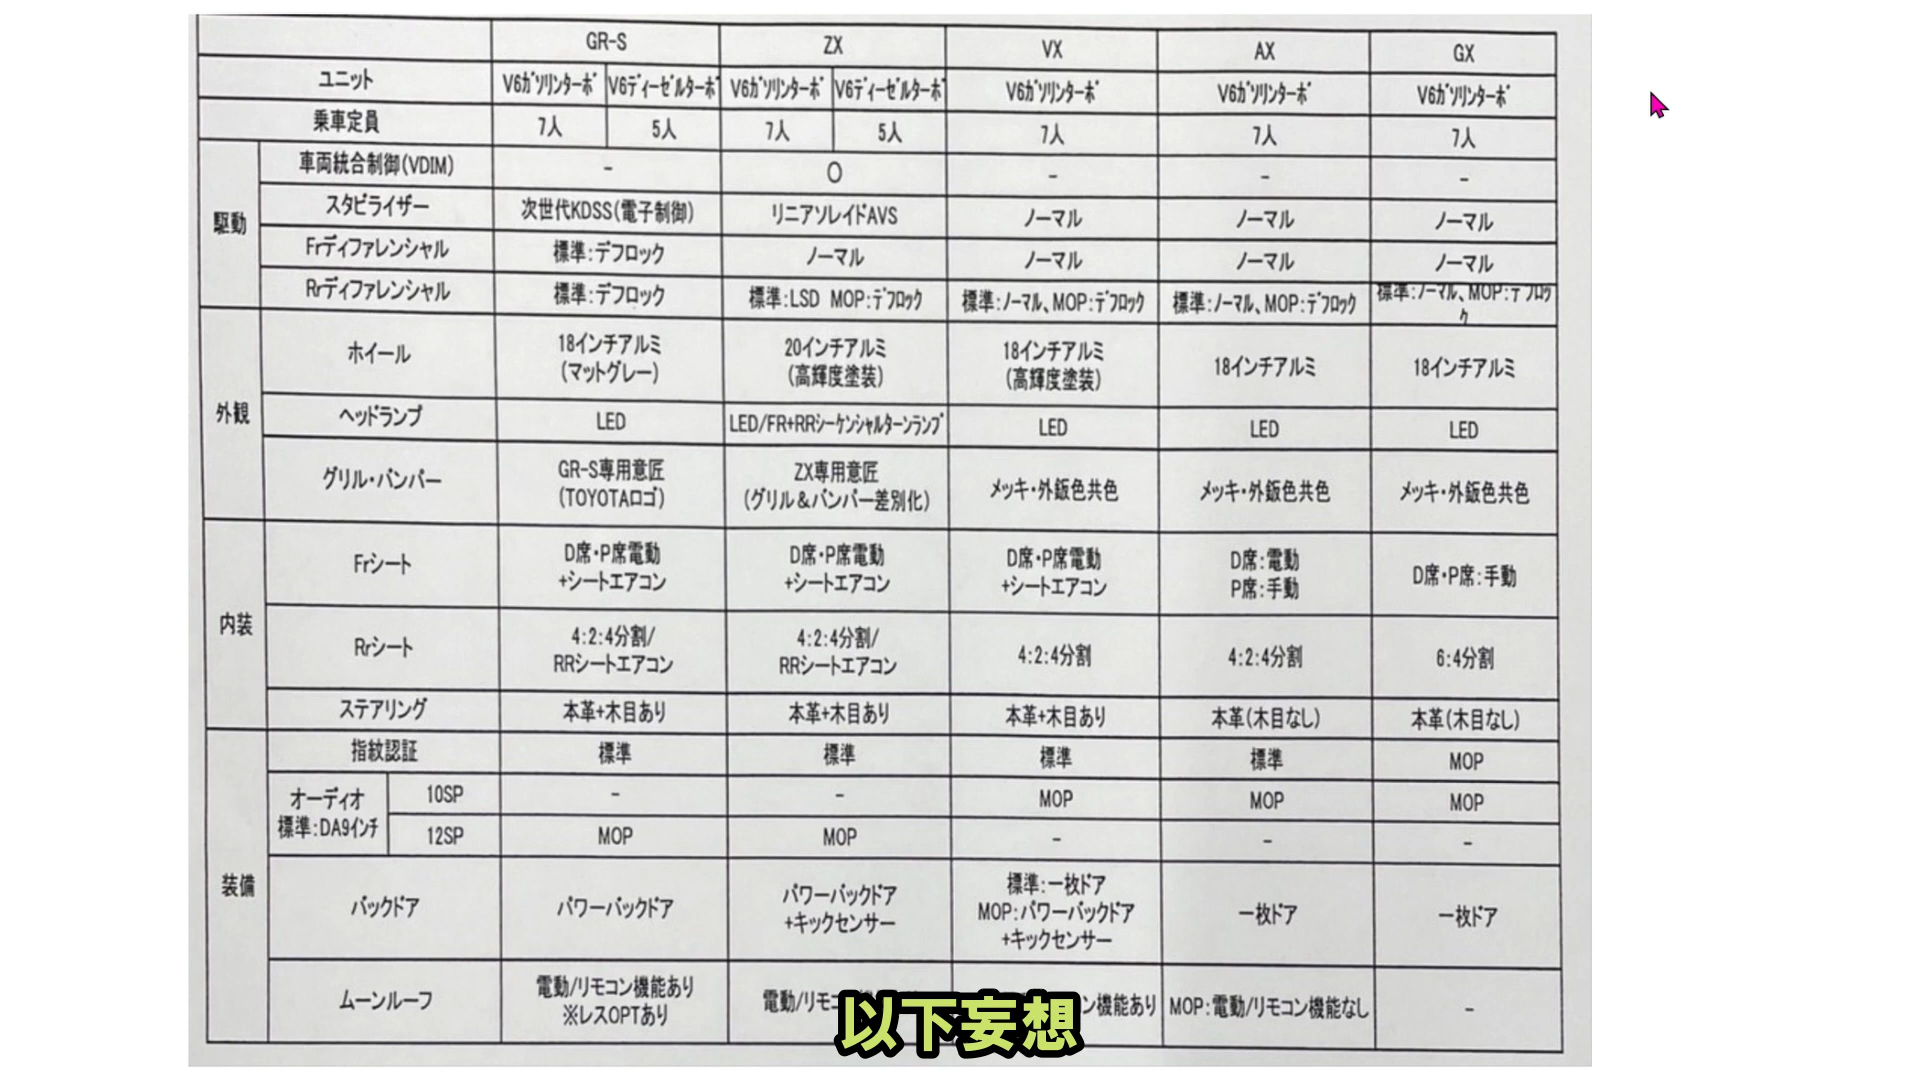 GR-S ZX VX AX GX
ユニット V6ガソリンターボ V6ディーゼルターボ V6ガソリンターボ V6ディーゼルターボ V6ガソリンターボ V6ガソリンターボ V6ガソリンターボ
乗車定員 7人 5人 7人 5人 7人 7人 7人
駆動
車両統合制御(VDIM) - ○ - - -
スタビライザー 次世代KDSS(電子制御) リニアソレイドAVS ノーマル ノーマル ノーマル
Frディファレンシャル 標準:デフロック ノーマル ノーマル ノーマル ノーマル
Rrディファレンシャル 標準:デフロック 標準:LSD MOP:デフロック 標準:ノーマル、MOP:デフロック 標準:ノーマル、MOP:デフロック 標準:ノーマル、MOP:デフロッ
ク
外観
ホイール 18インチアルミ 20インチアルミ 18インチアルミ 18インチアルミ 18インチアルミ
(マットグレー) (高輝度塗装) (高輝度塗装)
ヘッドランプ LED LED/FR+RRシーケンシャルターンランプ LED LED LED
グリル・バンパー GR-S専用意匠 ZX専用意匠 メッキ・外鈑色共色 メッキ・外鈑色共色 メッキ・外鈑色共色
(TOYOTAロゴ) (グリル&バンパー差別化)
内装
Frシート D席・P席電動 D席・P席電動 D席・P席電動 D席:電動 D席・P席:手動
+シートエアコン +シートエアコン +シートエアコン P席:手動
Rrシート 4:2:4分割/ 4:2:4分割/ 4:2:4分割 4:2:4分割 6:4分割
RRシートエアコン RRシートエアコン
ステアリング 本革+木目あり 本革+木目あり 本革+木目あり 本革(木目なし) 本革(木目なし)
装備
指紋認証 標準 標準 標準 標準 MOP
オーディオ
標準:DA9インチ
10SP - - MOP MOP MOP
12SP MOP MOP - - -
バックドア パワーバックドア パワーバックドア 標準:一枚ドア 一枚ドア 一枚ドア
+キックセンサー MOP:パワーバックドア
+キックセンサー
ムーンルーフ 電動/リモコン機能あり 電動/リモ ン機能あり MOP:電動/リモコン機能なし -
※レスOPTあり
以下妄想